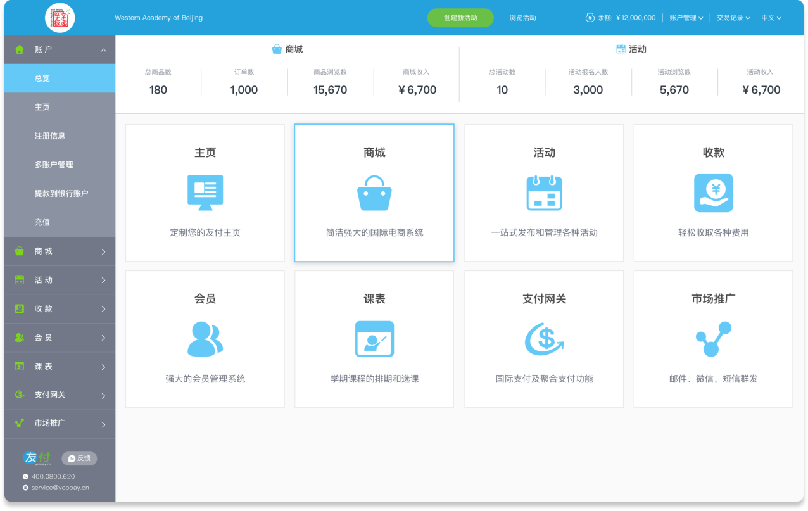 Western Academy of Beijing
创建新活动
浏览活动
余额 ¥12,000,000
账户管理
交易记录
中文
账户
总览
主页
注册信息
多账户管理
提款到银行账户
充值
商城
活动
收款
会员
课表
支付网关
市场推广
友付
反馈
商城
总商品数
180
订单数
1,000
商品浏览数
15,670
商城收入
¥6,700
活动
总活动数
10
活动报名人数
3,000
活动浏览数
5,670
活动收入
¥6,700
主页
定制您的友付主页
商城
简洁强大的国际电商系统
活动
一站式发布和管理各种活动
收款
轻松收取各种费用
会员
强大的会员管理系统
课表
学期课程的排期和选课
支付网关
国际支付及聚合支付功能
市场推广
邮件、微信、短信群发